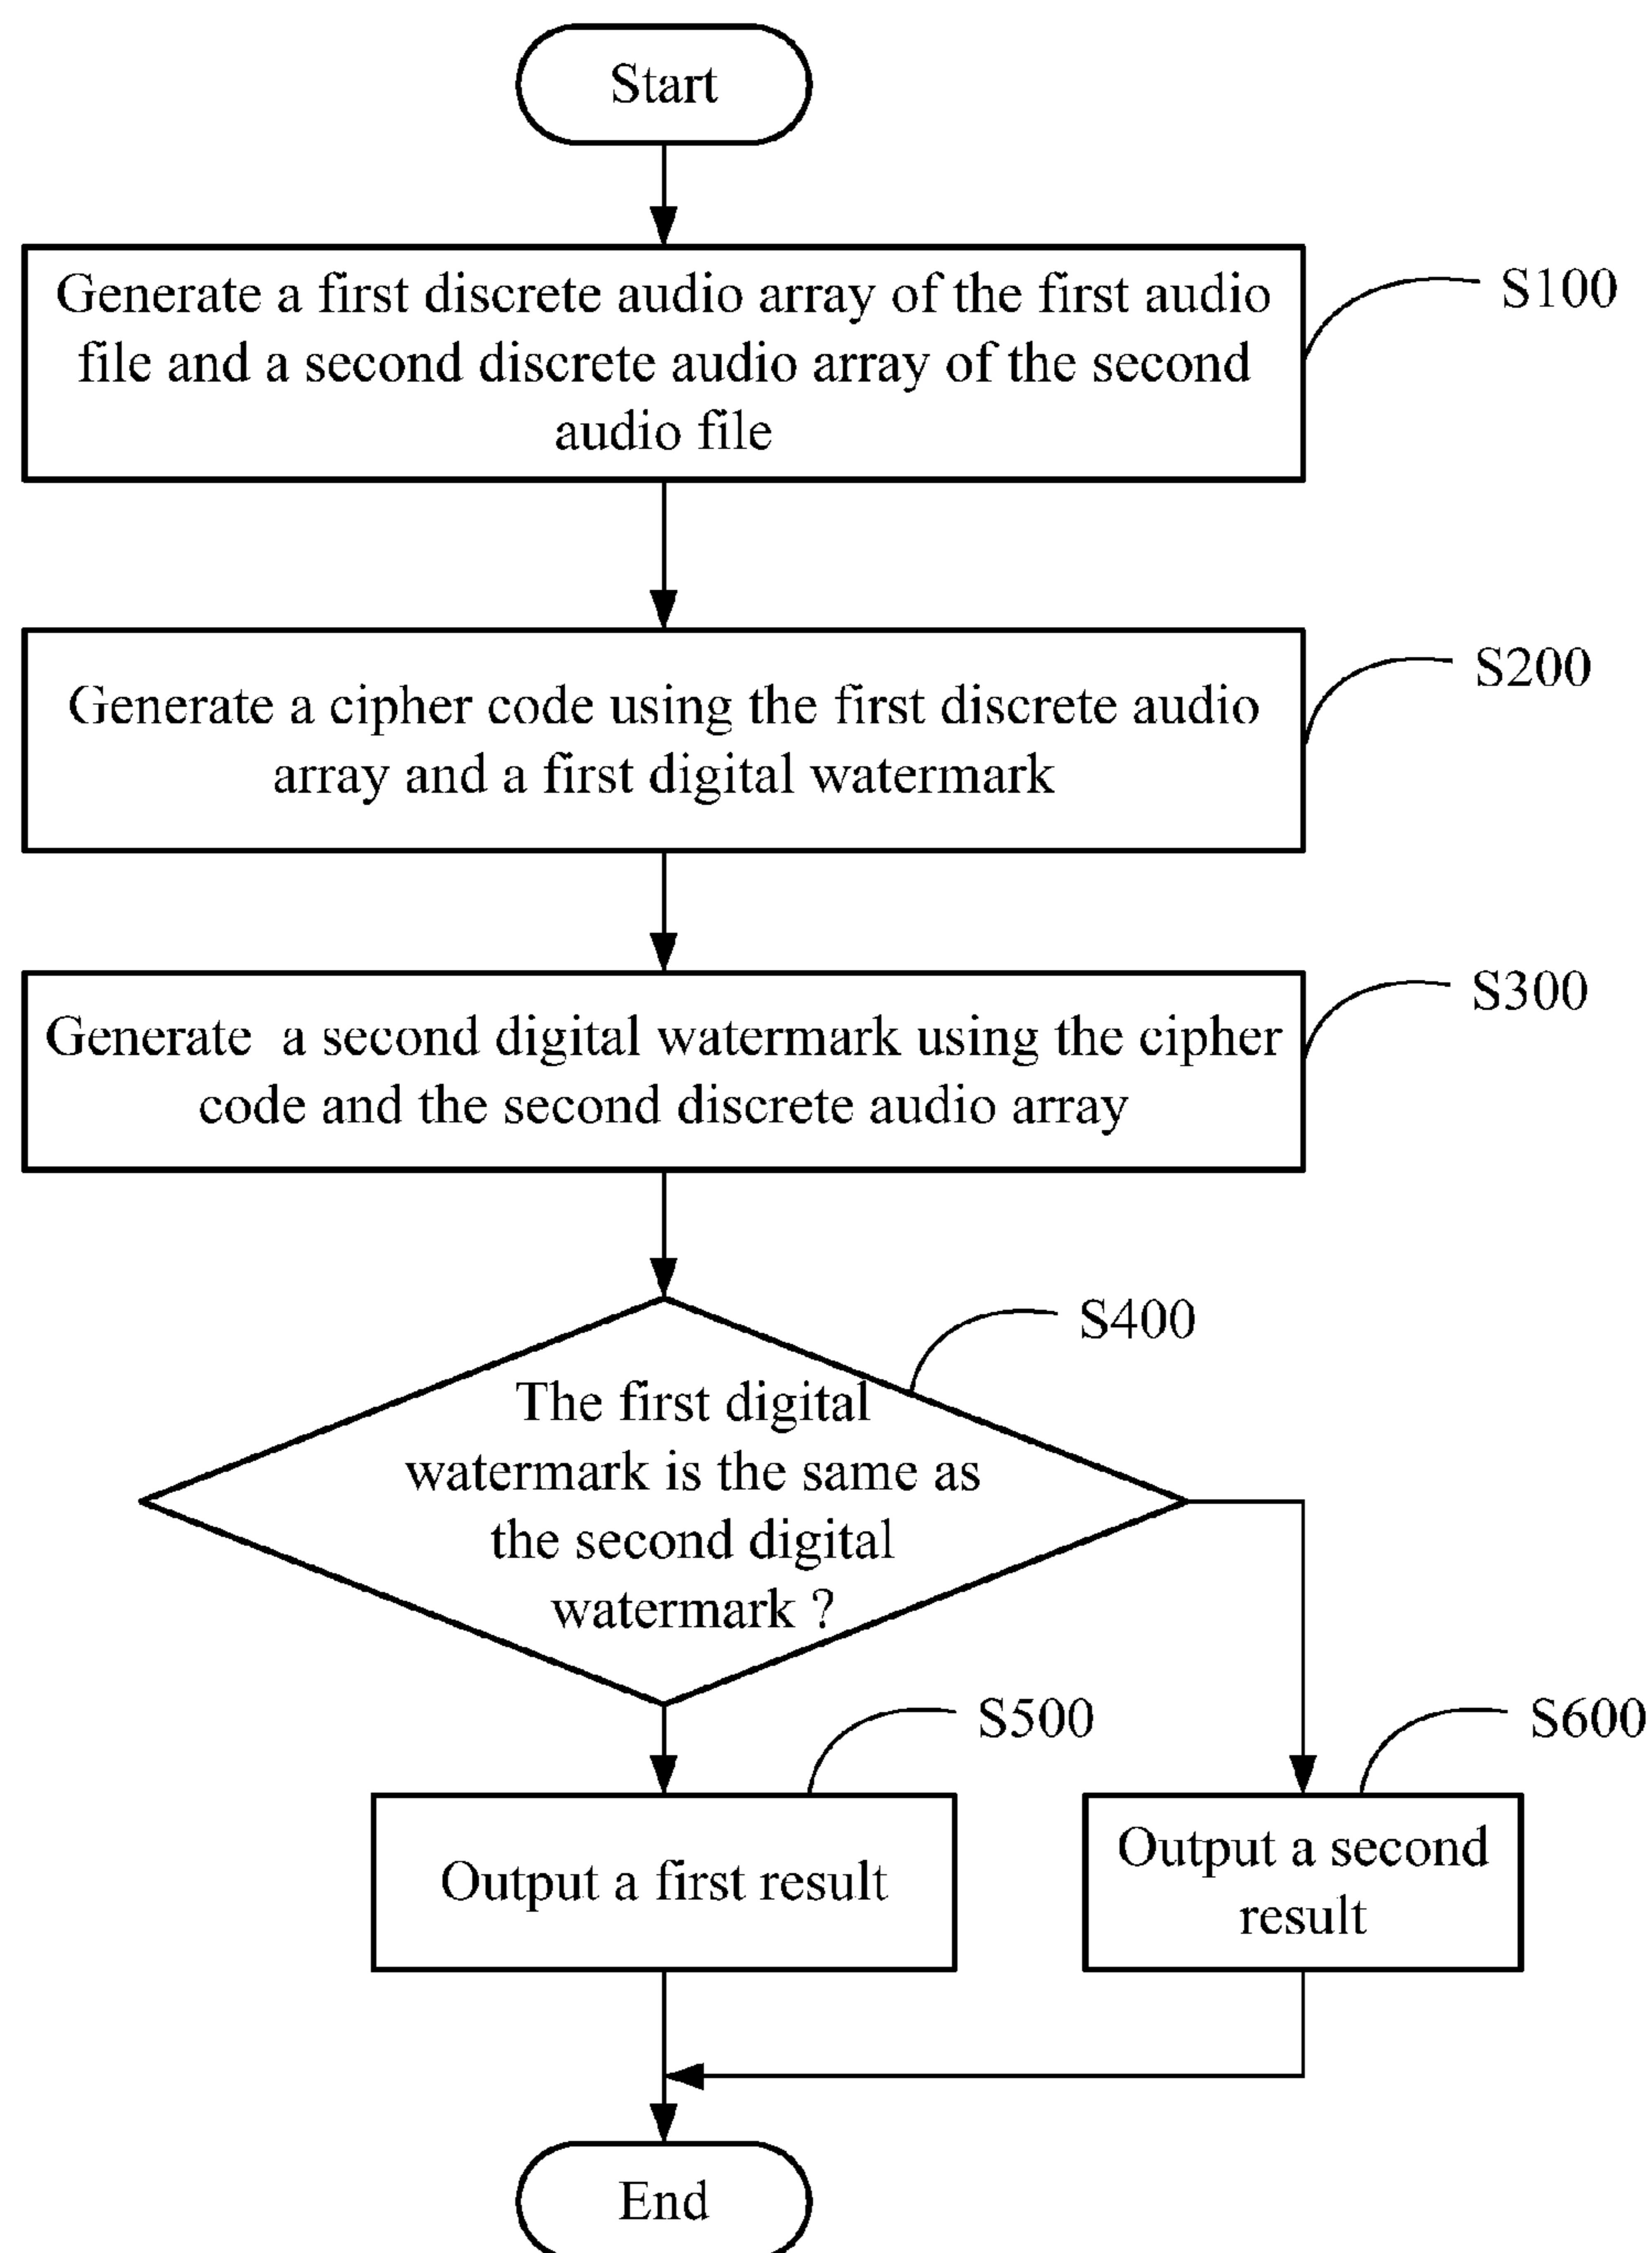 Start
Generate a first discrete audio array of the first audio
file and a second discrete audio array of the second
audio file
S100
Generate a cipher code using the first discrete audio
array and a first digital watermark
S200
Generate a second digital watermark using the cipher
code and the second discrete audio array
S300
The first digital
watermark is the same as
the second digital
watermark ?
S400
Output a first result
S500
Output a second
result
S600
End